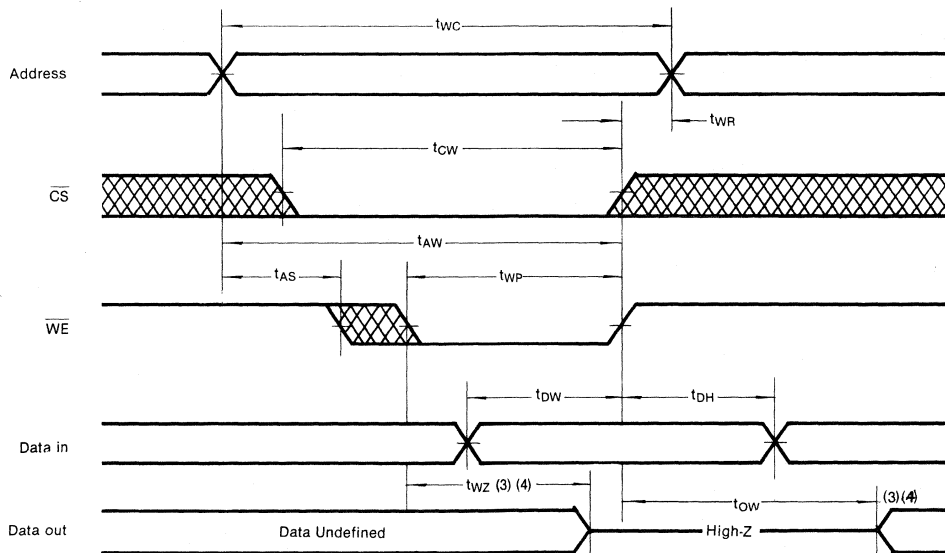 tWC
Address
tWR
tCW
CS
tAW
tAS
tWP
WE
tDW
tDH
Data in
tWZ (3) (4)
tOW
(3)(4)
Data out
Data Undefined
High-Z